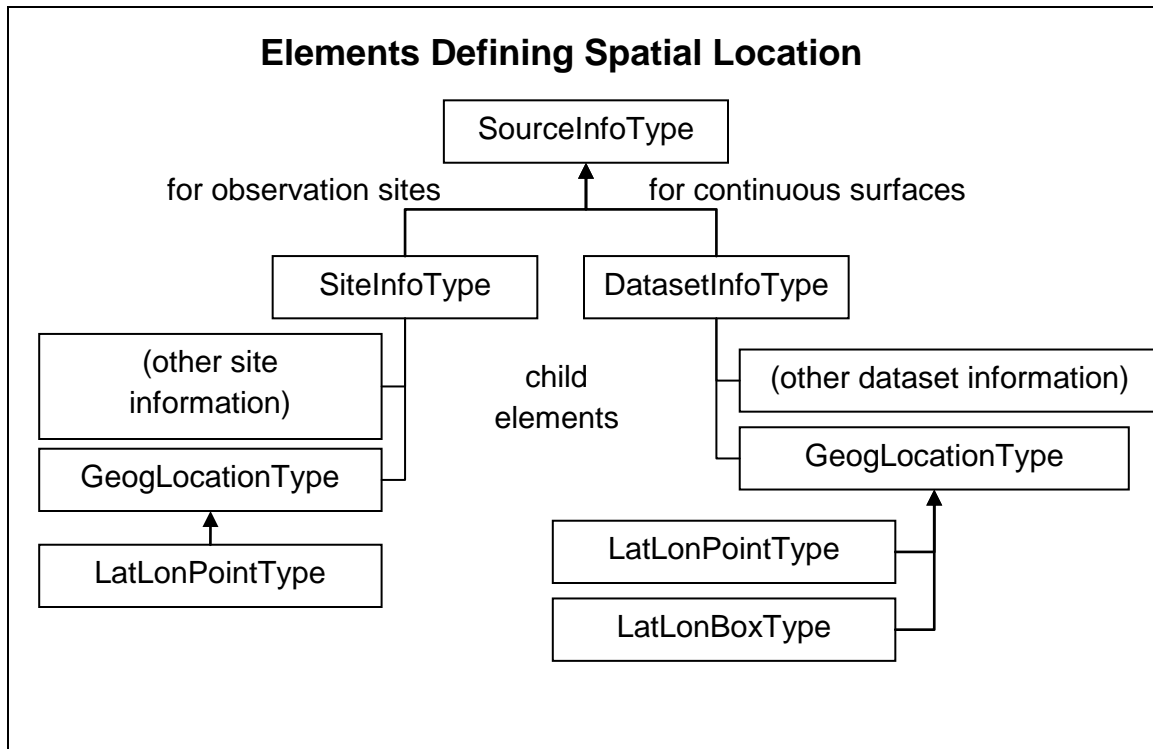 Elements Defining Spatial Location
SourceInfoType
for observation sites
for continuous surfaces
SiteInfoType
DatasetInfoType
(other site
information)
child
elements
(other dataset information)
GeogLocationType
GeogLocationType
LatLonPointType
LatLonPointType
LatLonBoxType